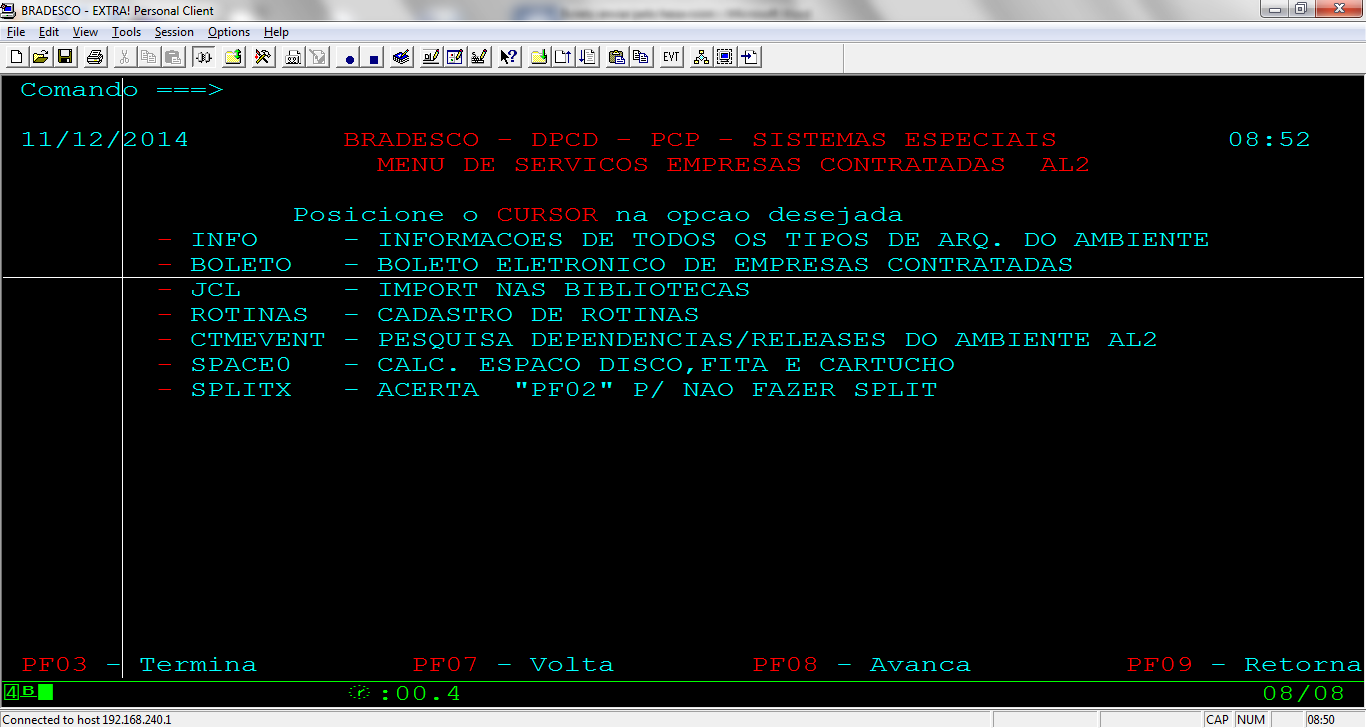 BRADESCO - EXTRA! Personal Client
File Edit View Tools Session Options Help
EVT
Comando ===>
11/12/2014 BRADESCO - DPCD - PCP - SISTEMAS ESPECIAIS 08:52
MENU DE SERVICOS EMPRESAS CONTRATADAS AL2
Posicione o CURSOR na opcao desejada
- INFO - INFORMACOES DE TODOS OS TIPOS DE ARQ. DO AMBIENTE
- BOLETO - BOLETO ELETRONICO DE EMPRESAS CONTRATADAS
- JCL - IMPORT NAS BIBLIOTECAS
- ROTINAS - CADASTRO DE ROTINAS
- CTMEVENT - PESQUISA DEPENDENCIAS/RELEASES DO AMBIENTE AL2
- SPACE0 - CALC. ESPACO DISCO,FITA E CARTUCHO
- SPLITX - ACERTA "PF02" P/ NAO FAZER SPLIT
PF03 - Termina PF07 - Volta PF08 - Avanca PF09 - Retorna
4B :00.4 08/08
Connected to host 192.168.240.1 CAP NUM 08:50